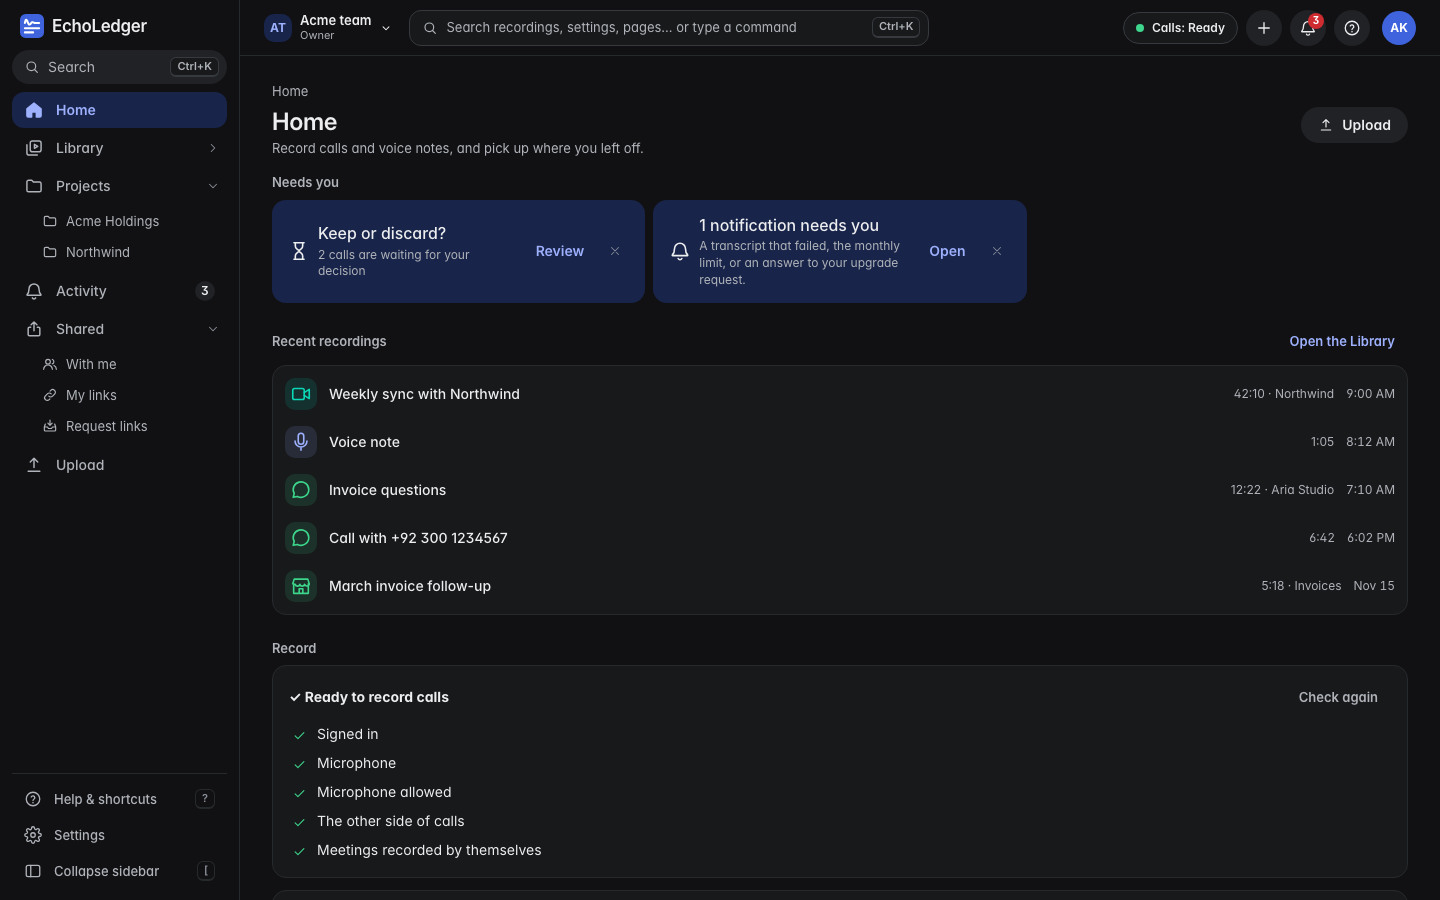 EchoLedger
Search Ctrl+K
Home
Library
Projects
Acme Holdings
Northwind
Activity 3
Shared
With me
My links
Request links
Upload
Help & shortcuts ?
Settings
Collapse sidebar [
AT Acme team
Owner
Search recordings, settings, pages... or type a command Ctrl+K
Calls: Ready
3
AK
Home
Home
Record calls and voice notes, and pick up where you left off.
Upload
Needs you
Keep or discard?
2 calls are waiting for your
decision
Review
1 notification needs you
A transcript that failed, the monthly
limit, or an answer to your upgrade
request.
Open
Recent recordings Open the Library
Weekly sync with Northwind 42:10 · Northwind 9:00 AM
Voice note 1:05 8:12 AM
Invoice questions 12:22 · Aria Studio 7:10 AM
Call with +92 300 1234567 6:42 6:02 PM
March invoice follow-up 5:18 · Invoices Nov 15
Record
Ready to record calls Check again
Signed in
Microphone
Microphone allowed
The other side of calls
Meetings recorded by themselves